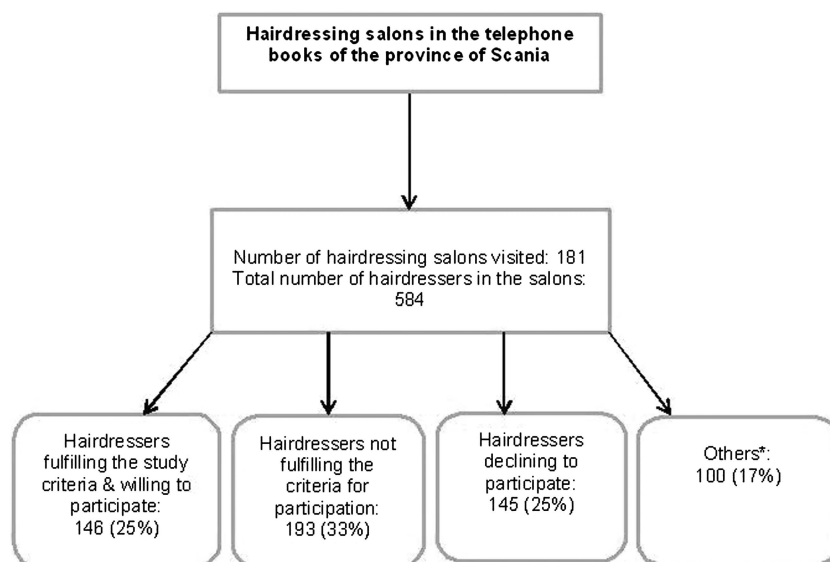 Hairdressing salons in the telephone
books of the province of Scania
Number of hairdressing salons visited: 181
Total number of hairdressers in the salons:
584
Hairdressers
fulfilling the study
criteria & willing to
participate:
146 (25%)
Hairdressers not
fulfilling the
criteria for
participation:
193 (33%)
Hairdressers
declining to
participate:
145 (25%)
Others*:
100 (17%)